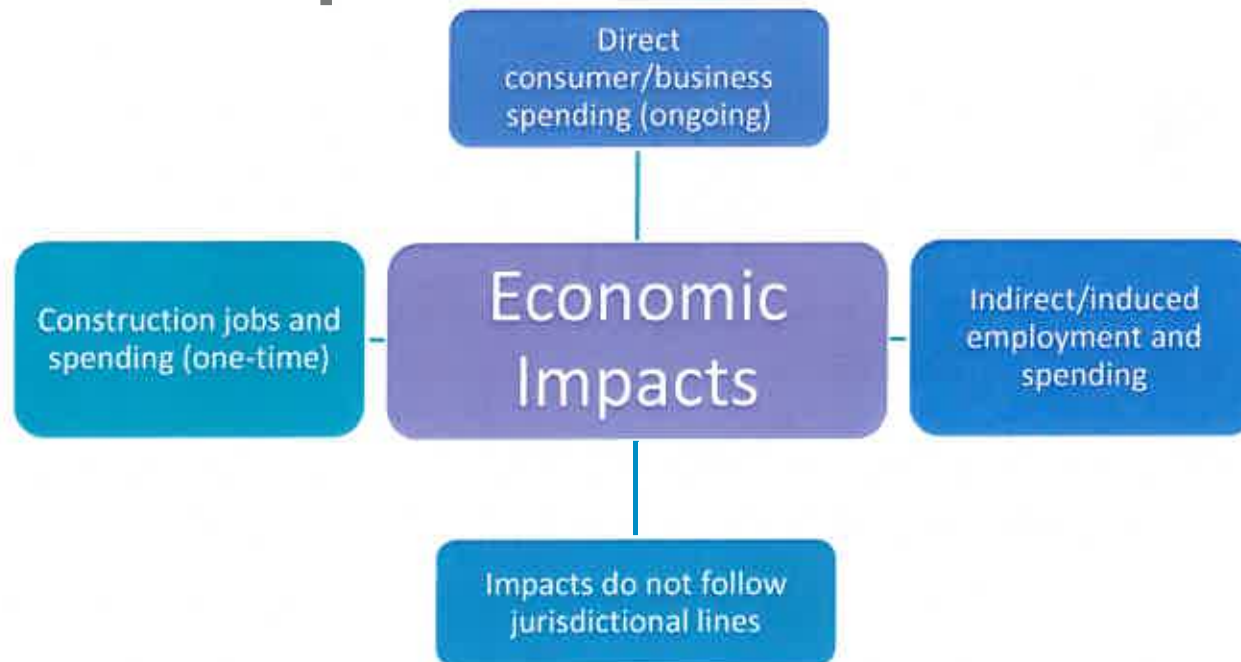 Direct
consumer/business
spending (ongoing)
Construction jobs and
spending (one-time)
Economic
Impacts
Indirect/induced
employment and
spending
Impacts do not follow
jurisdictional lines